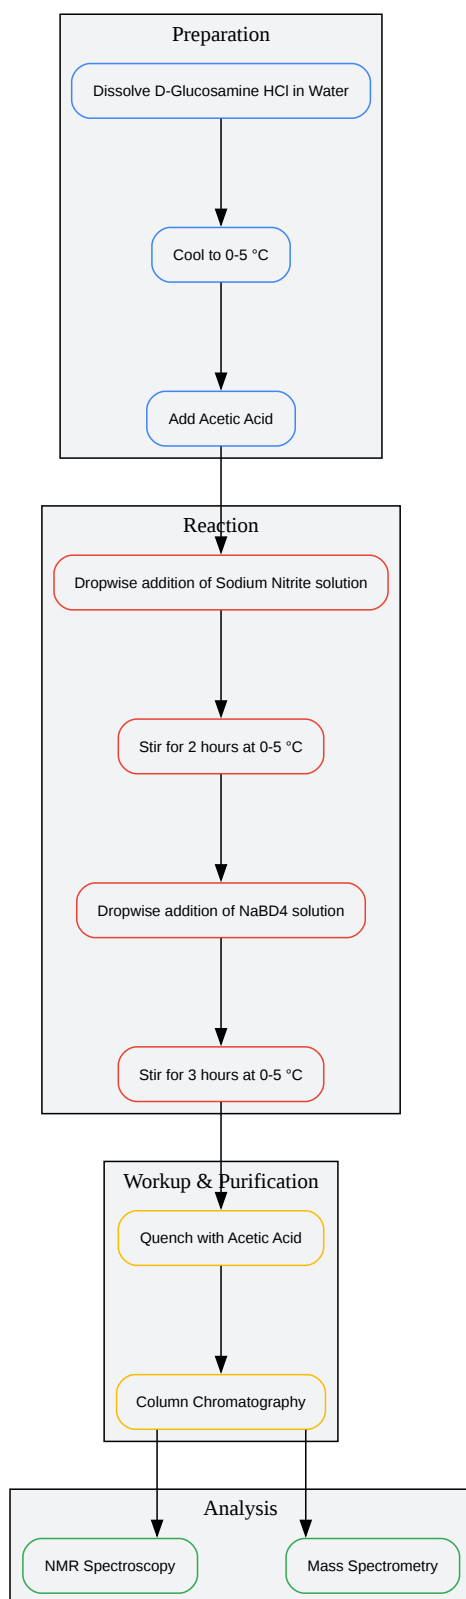 Preparation
Dissolve D-Glucosamine HCl in Water
Cool to 0-5 °C
Add Acetic Acid
Reaction
Dropwise addition of Sodium Nitrite solution
Stir for 2 hours at 0-5 °C
Dropwise addition of NaBD4 solution
Stir for 3 hours at 0-5 °C
Workup & Purification
Quench with Acetic Acid
Column Chromatography
Analysis
NMR Spectroscopy
Mass Spectrometry